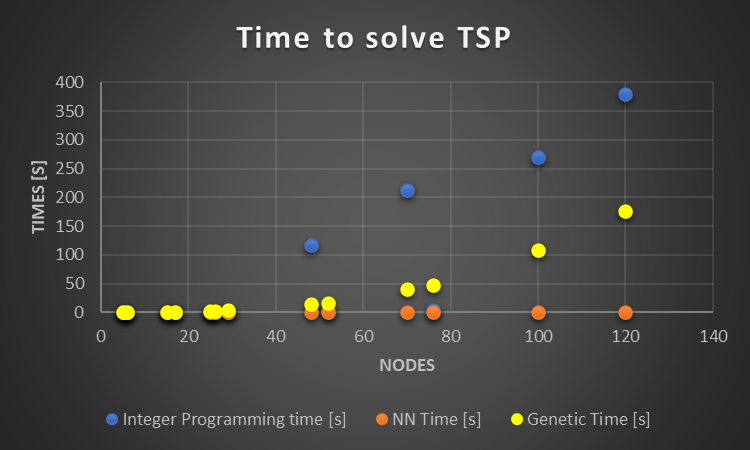 Time to solve TSP
400
350
300
250
200
150
100
50
0
TIMES [S]
0 20 40 60 80 100 120 140
NODES
Integer Programming time [s] NN Time [s] Genetic Time [s]